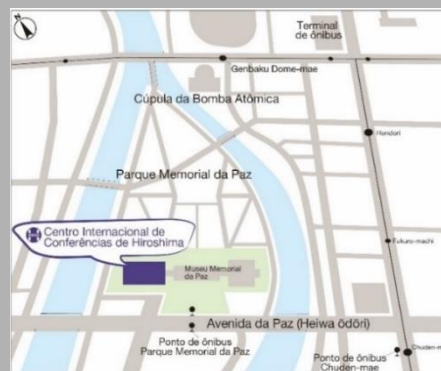 Terminal
de ônibus
Genbaku Dome-mae
Cúpula da Bomba Atômica
Hondori
Parque Memorial da Paz
Centro Internacional de
Conferências de Hiroshima
Fukuro-machi
Museu Memorial
da Paz
Avenida da Paz (Heiwa ōdōri)
Ponto de ônibus
Parque Memorial da Paz
Ponto de ônibus
Chuden-mae